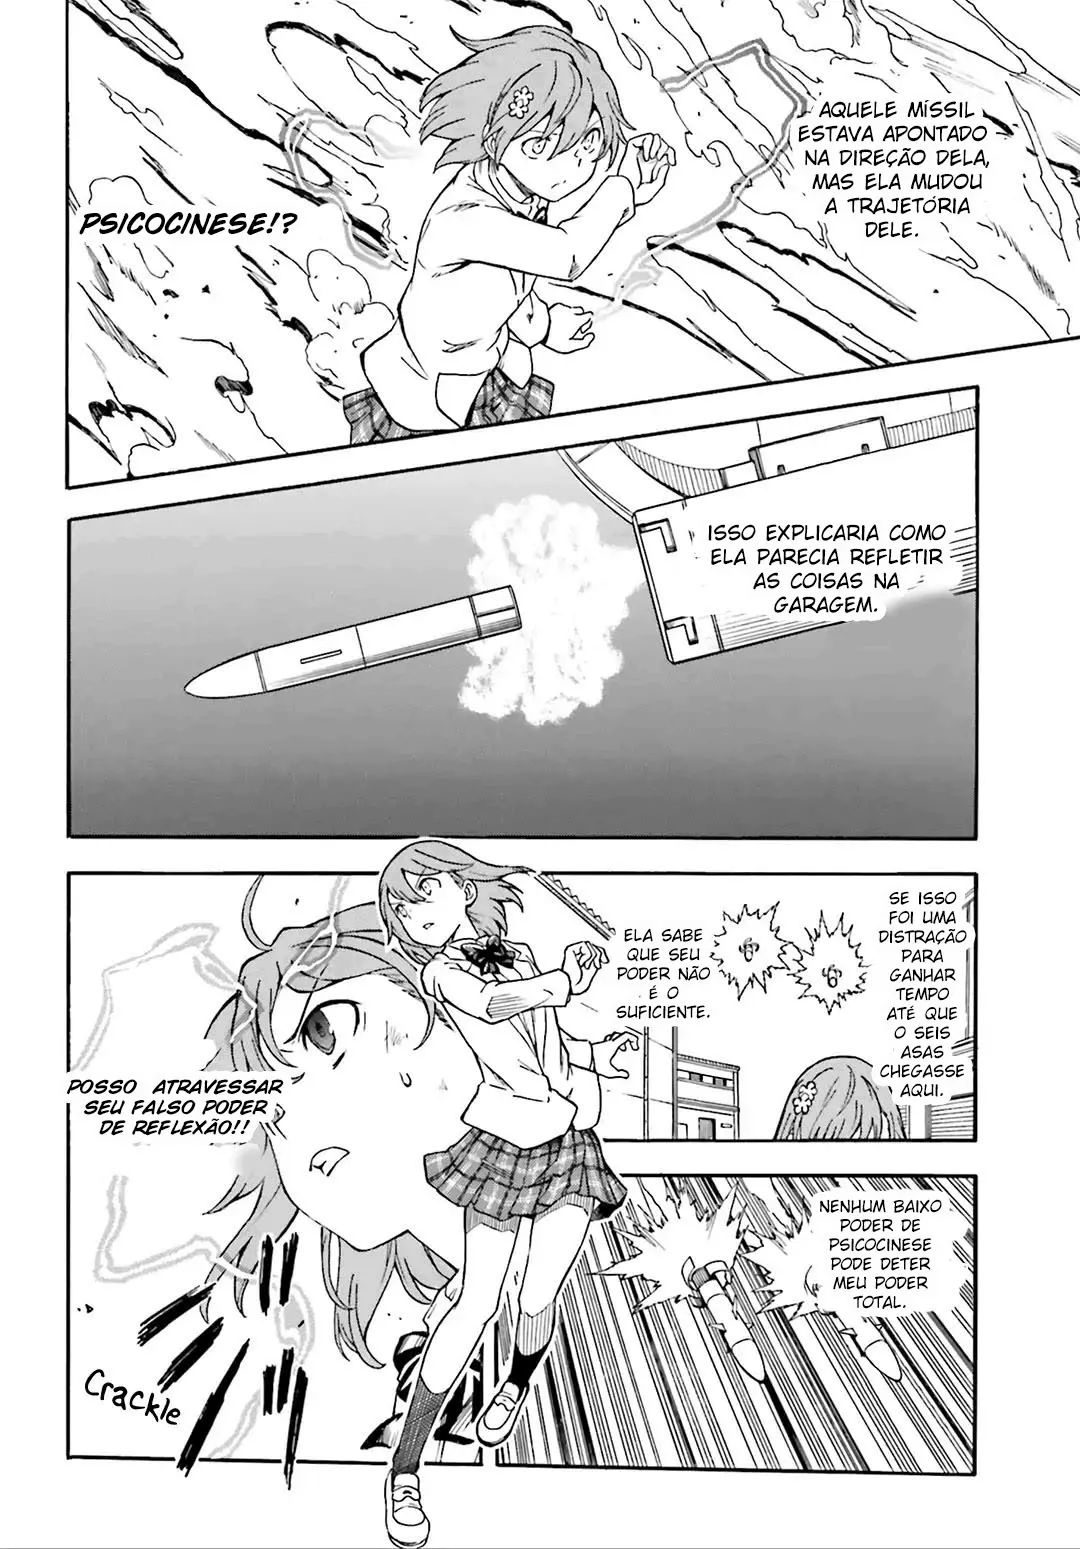 AQUELE MÍSSIL
ESTAVA APONTADO
NA DIREÇÃO DELA,
MAS ELA MUDOU
A TRAJETÓRIA
DELE.
PSICOCINESE!?
ISSO EXPLICARIA COMO
ELA PARECIA REFLETIR
AS COISAS NA
GARAGEM.
SE ISSO
FOI UMA
DISTRAÇÃO
PARA
GANHAR
TEMPO
ATÉ QUE
O SEIS
ASAS
CHEGASSE
AQUI.
ELA SABE
QUE SEU
PODER NÃO
É O
SUFICIENTE.
POSSO ATRAVESSAR
SEU FALSO PODER
DE REFLEXÃO!!
NENHUM BAIXO
PODER DE
PSICOCINESE
PODE DETER
MEU PODER
TOTAL.
Crackle